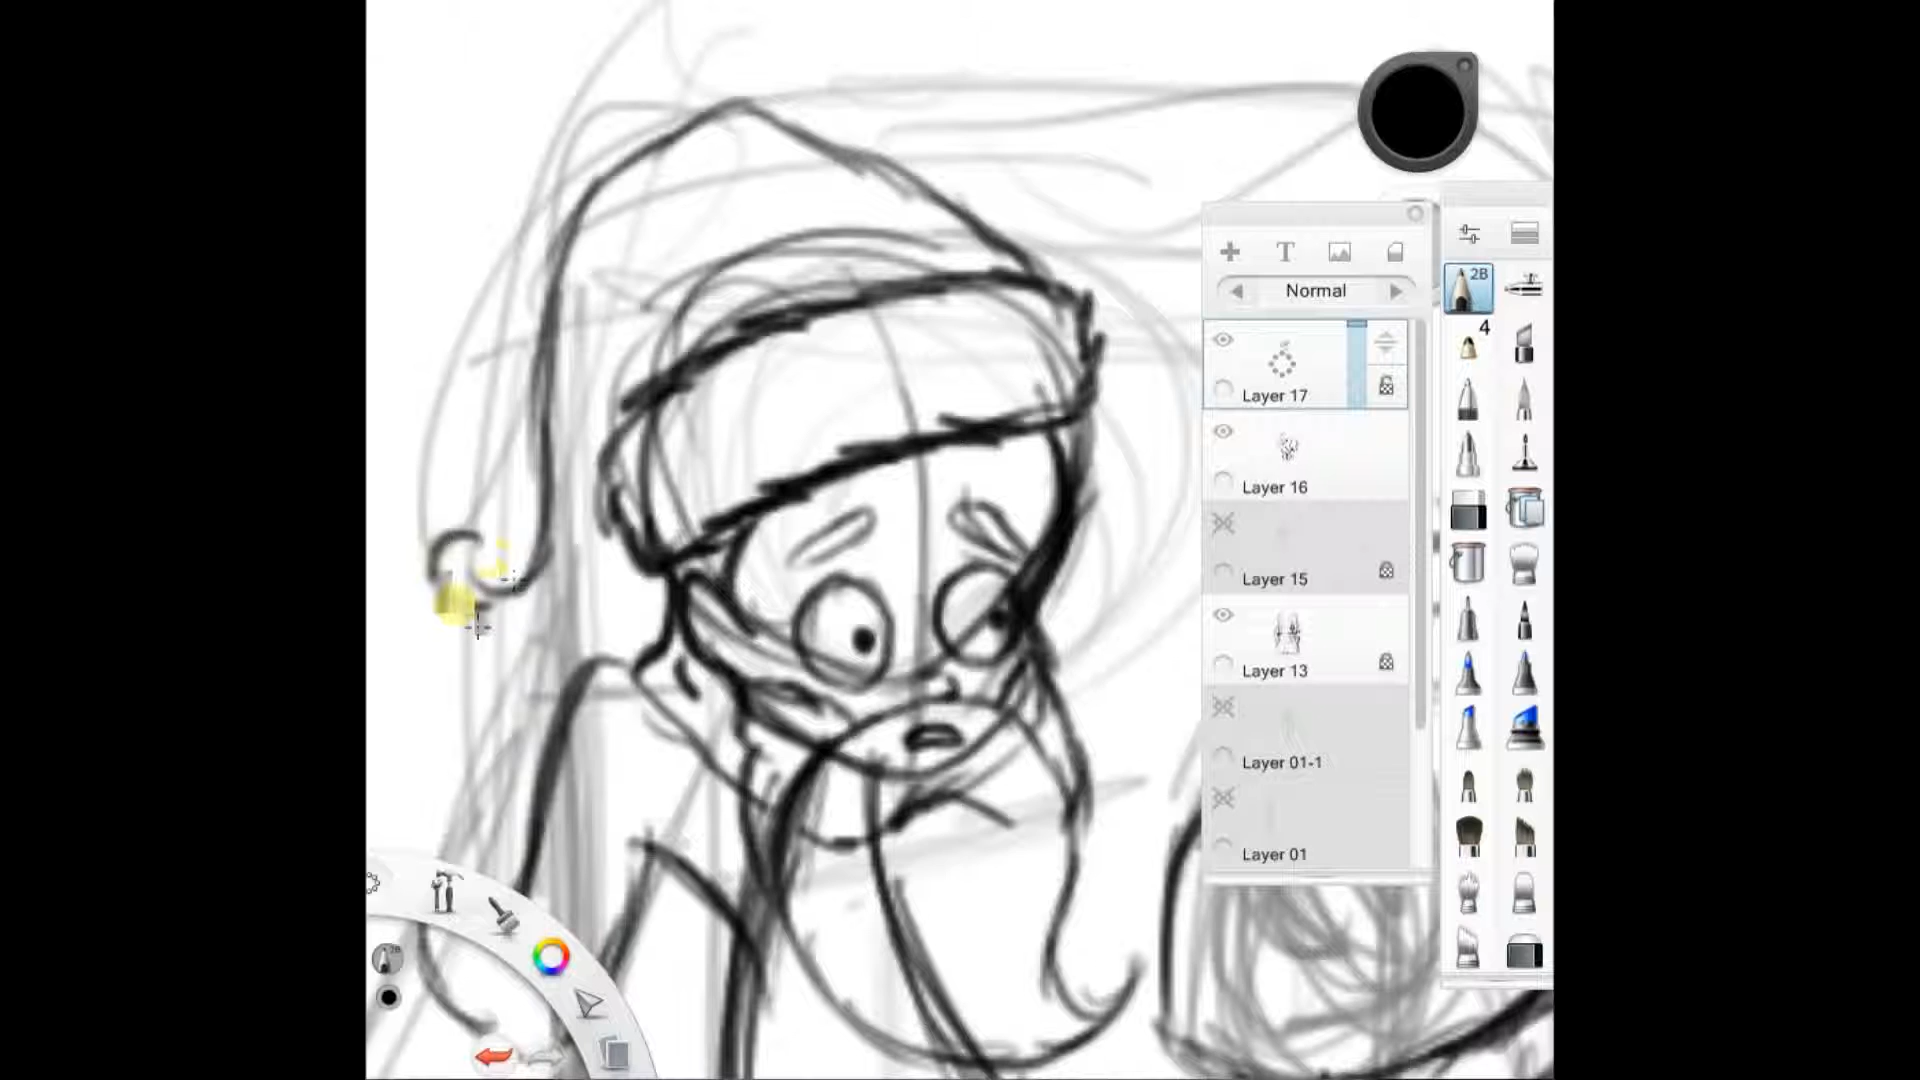 Normal
2B
4
Layer 17
Layer 16
Layer 15
Layer 13
Layer 01-1
Layer 01